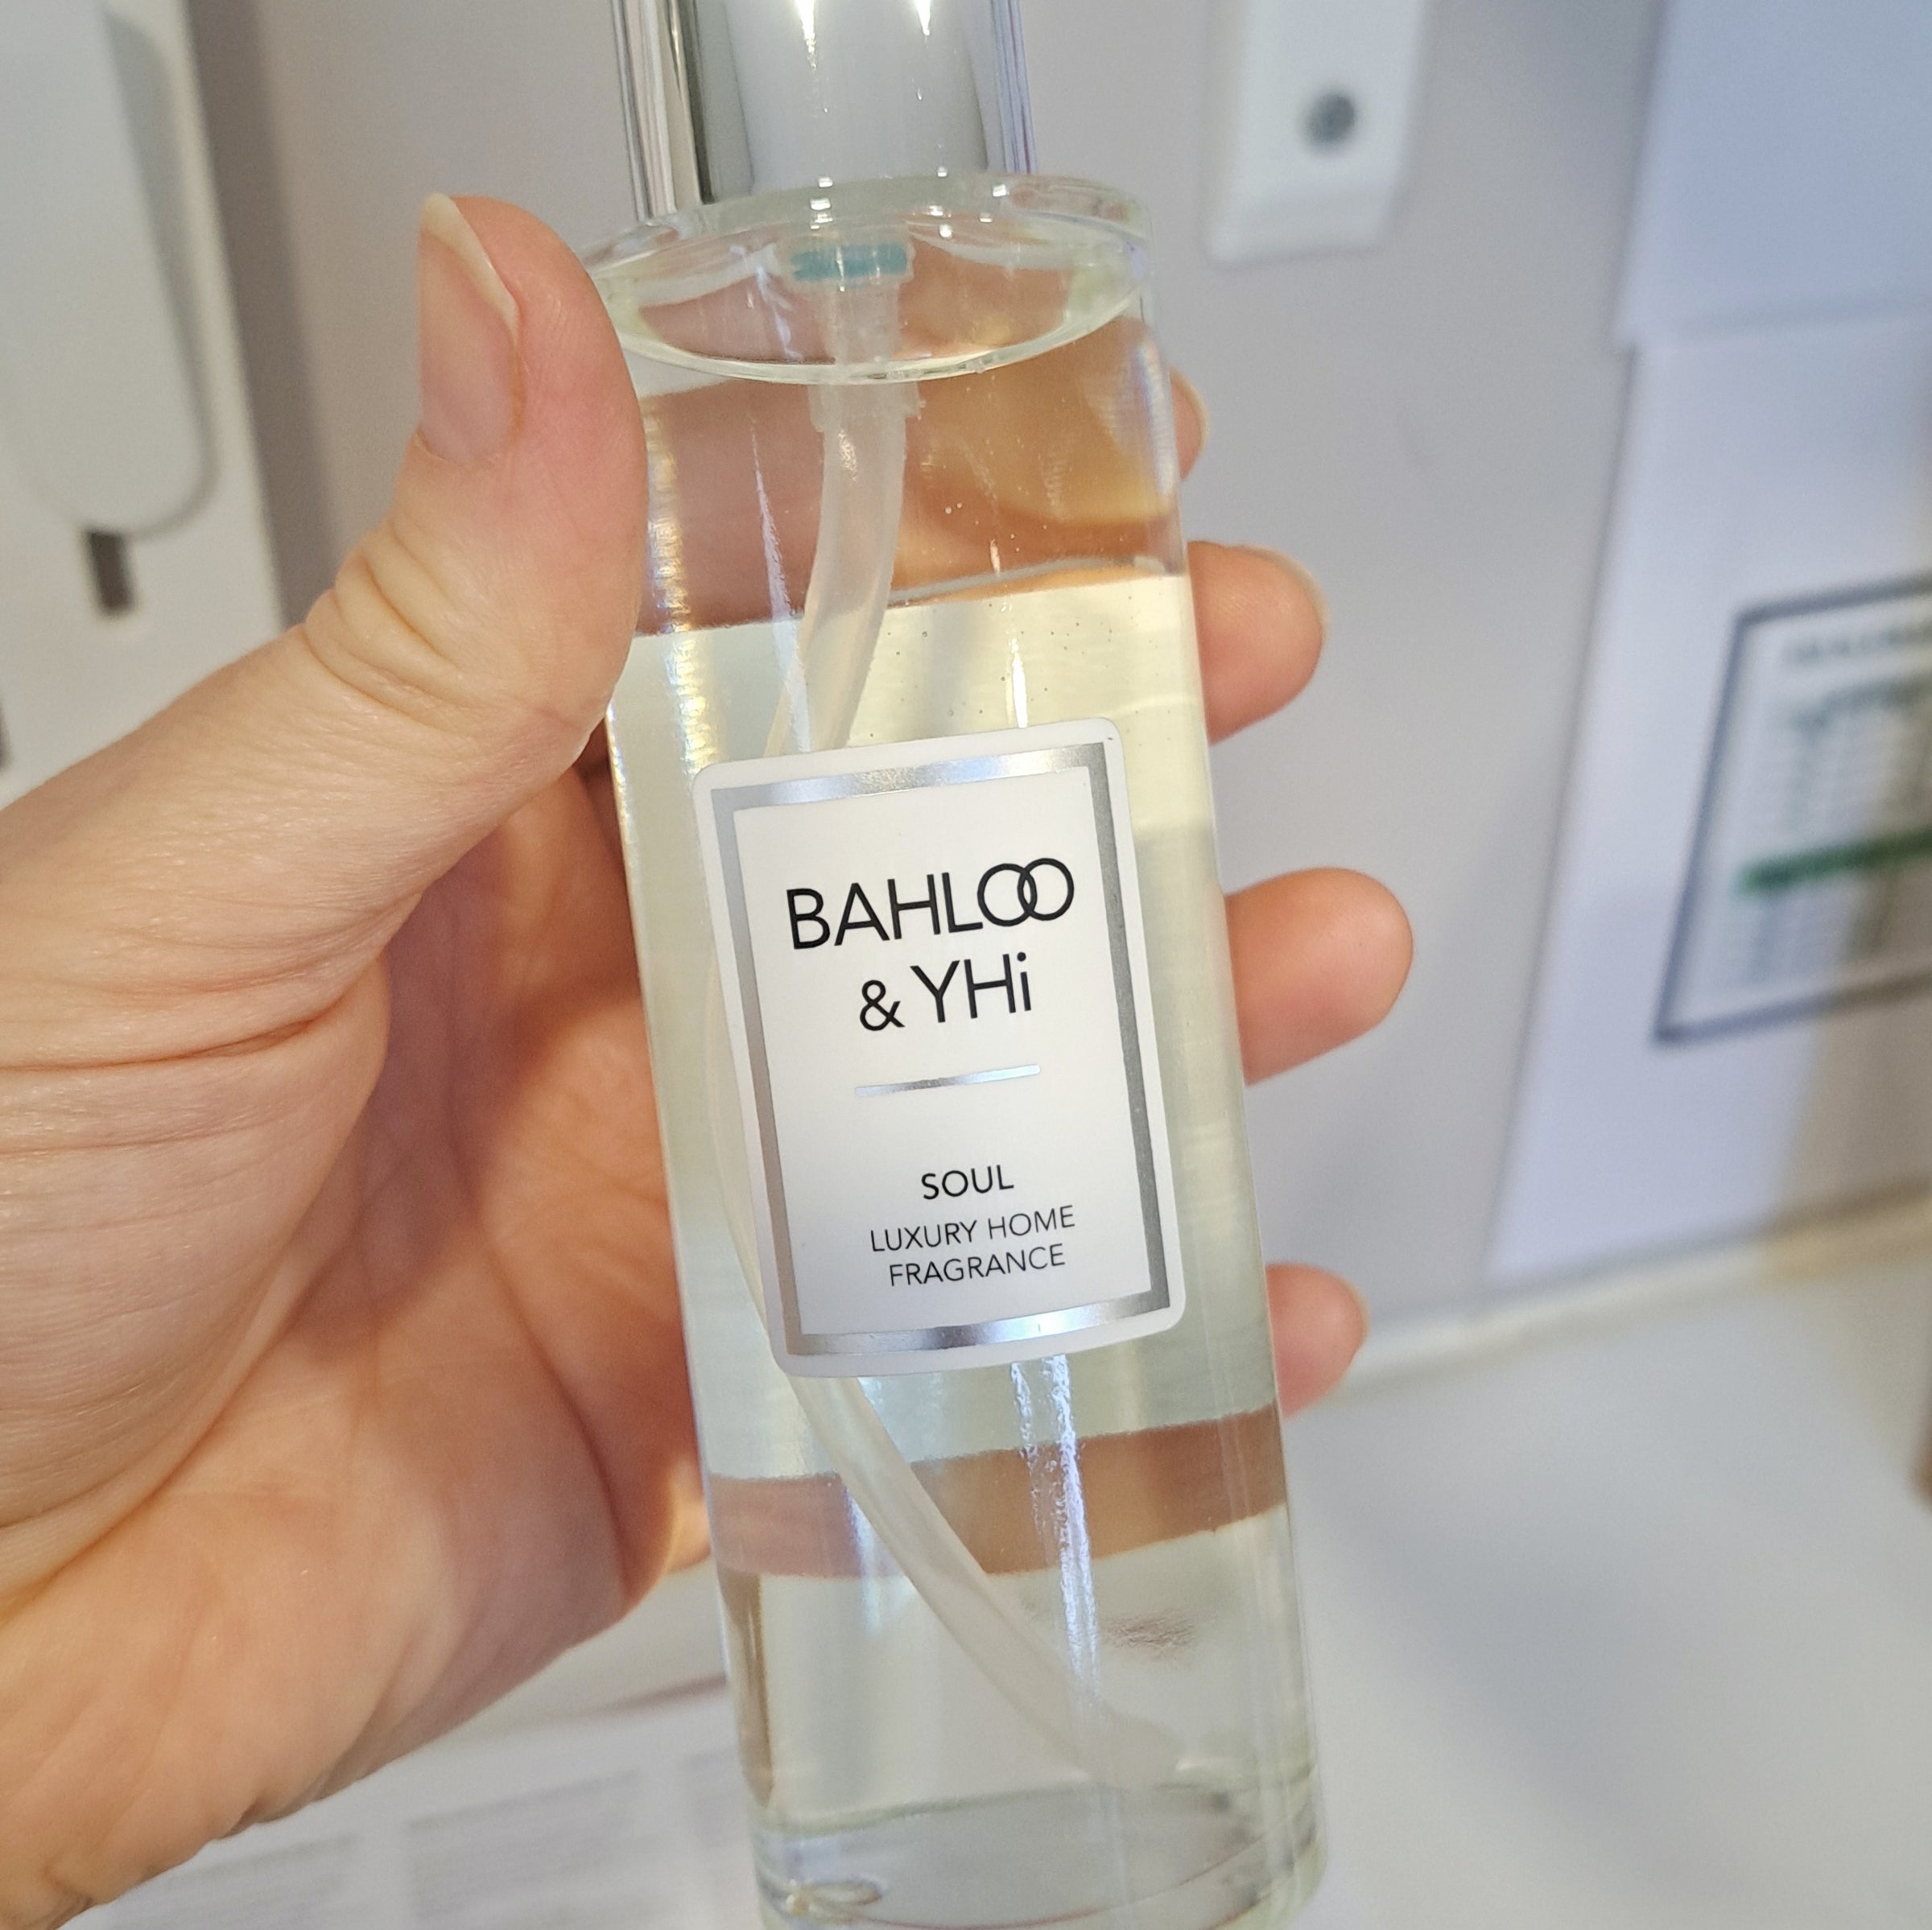 BAHLOO
& YHi
SOUL
LUXURY HOME
FRAGRANCE